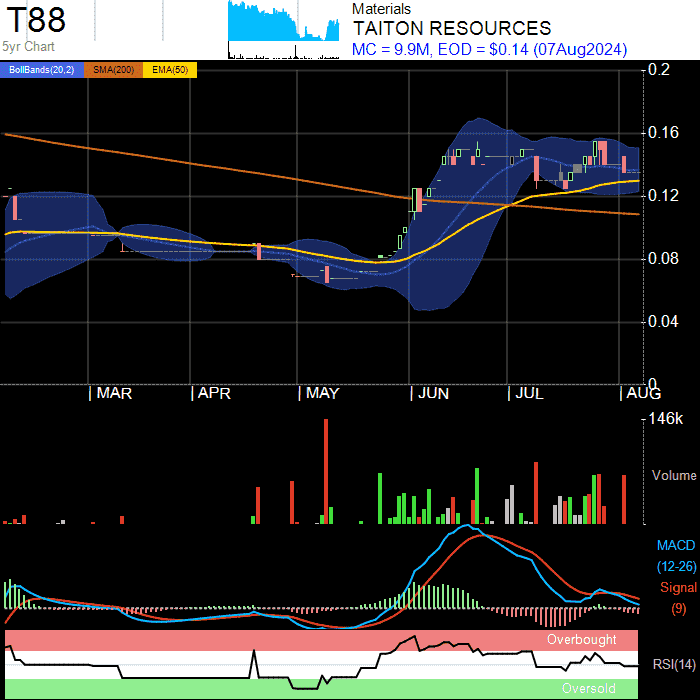 T88
5yr Chart
Materials
TAITON RESOURCES
MC = 9.9M, EOD = $0.14 (07Aug2024)
BollBands(20,2) SMA(200) EMA(50)
0.2
0.16
0.12
0.08
0.04
0
MAR APR MAY JUN JUL AUG
146k
Volume
MACD
(12-26)
Signal
(9)
Overbought
RSI(14)
Oversold